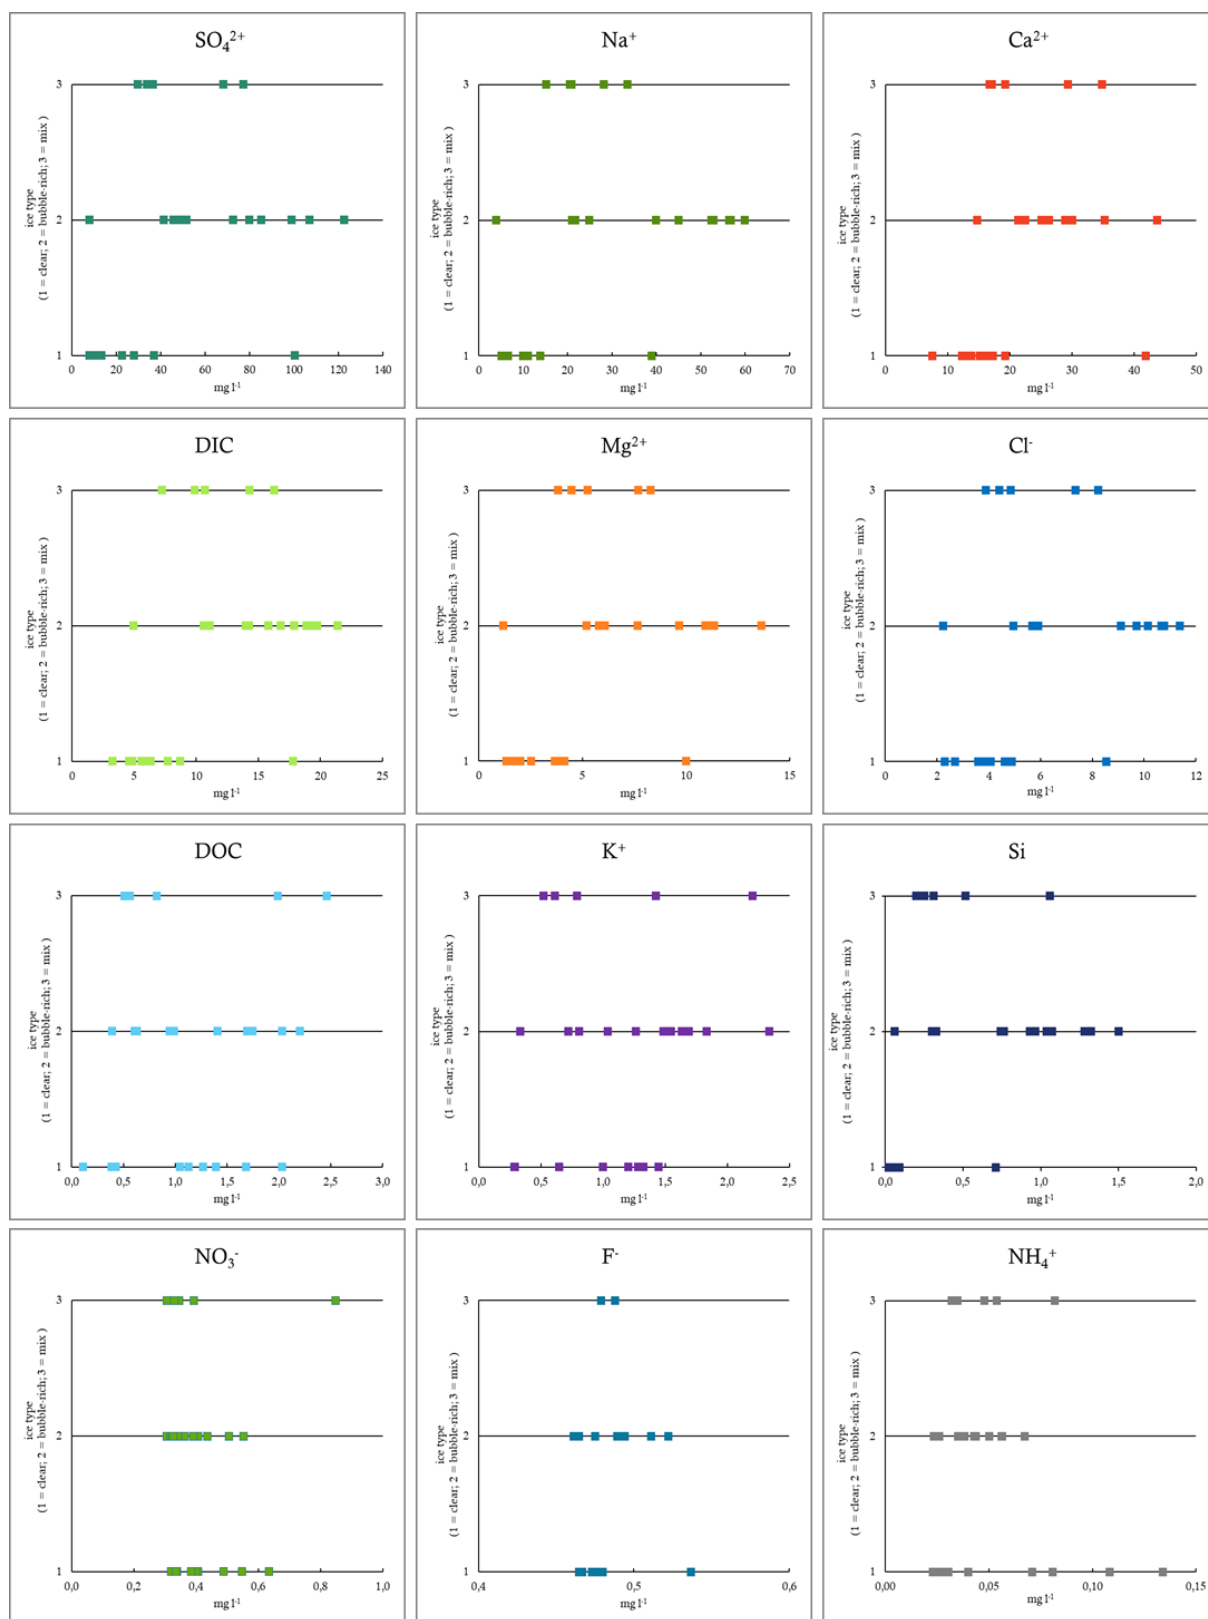 SO₄²⁺
ice type
(1 = clear; 2 = bubble-rich; 3 = mix )
3
2
1
0 20 40 60 80 100 120 140
mg l⁻¹
Na⁺
ice type
(1 = clear; 2 = bubble-rich; 3 = mix )
3
2
1
0 10 20 30 40 50 60 70
mg l⁻¹
Ca²⁺
ice type
(1 = clear; 2 = bubble-rich; 3 = mix )
3
2
1
0 10 20 30 40 50
mg l⁻¹
DIC
ice type
(1 = clear; 2 = bubble-rich; 3 = mix )
3
2
1
0 5 10 15 20 25
mg l⁻¹
Mg²⁺
ice type
(1 = clear; 2 = bubble-rich; 3 = mix )
3
2
1
0 5 10 15
mg l⁻¹
Cl⁻
ice type
(1 = clear; 2 = bubble-rich; 3 = mix )
3
2
1
0 2 4 6 8 10 12
mg l⁻¹
DOC
ice type
(1 = clear; 2 = bubble-rich; 3 = mix )
3
2
1
0,0 0,5 1,0 1,5 2,0 2,5 3,0
mg l⁻¹
K⁺
ice type
(1 = clear; 2 = bubble-rich; 3 = mix )
3
2
1
0,0 0,5 1,0 1,5 2,0 2,5
mg l⁻¹
Si
ice type
(1 = clear; 2 = bubble-rich; 3 = mix )
3
2
1
0,0 0,5 1,0 1,5 2,0
mg l⁻¹
NO₃⁻
ice type
(1 = clear; 2 = bubble-rich; 3 = mix )
3
2
1
0,0 0,2 0,4 0,6 0,8 1,0
mg l⁻¹
F⁻
ice type
(1 = clear; 2 = bubble-rich; 3 = mix )
3
2
1
0,4 0,5 0,6
mg l⁻¹
NH₄⁺
ice type
(1 = clear; 2 = bubble-rich; 3 = mix )
3
2
1
0,00 0,05 0,10 0,15
mg l⁻¹